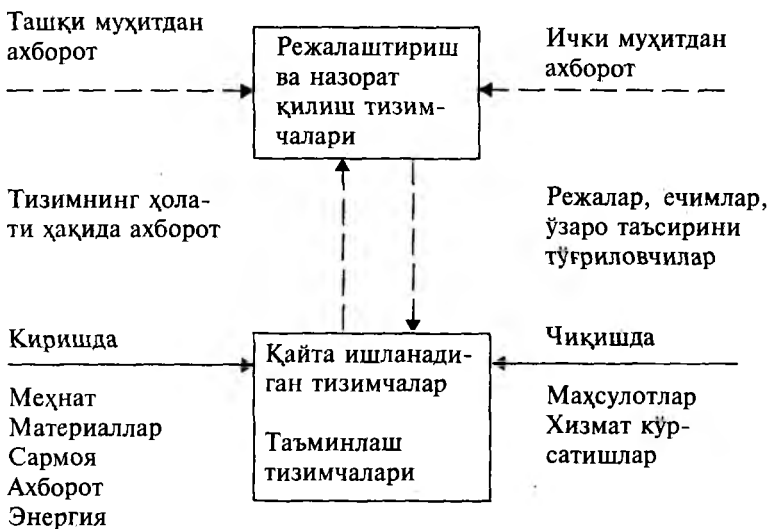 Ташқи муҳитдан
ахборот
Режалаштириш
ва назорат
қилиш тизим-
чалари
Ички муҳитдан
ахборот
Тизимнинг ҳола-
ти ҳақида ахборот
Режалар, ечимлар,
ўзаро таъсирини
тўғриловчилар
Киришда
Меҳнат
Материаллар
Сармоя
Ахборот
Энергия
Қайта ишланади-
ган тизимчалар
Таъминлаш
тизимчалари
Чиқишда
Маҳсулотлар
Хизмат кўр-
сатишлар